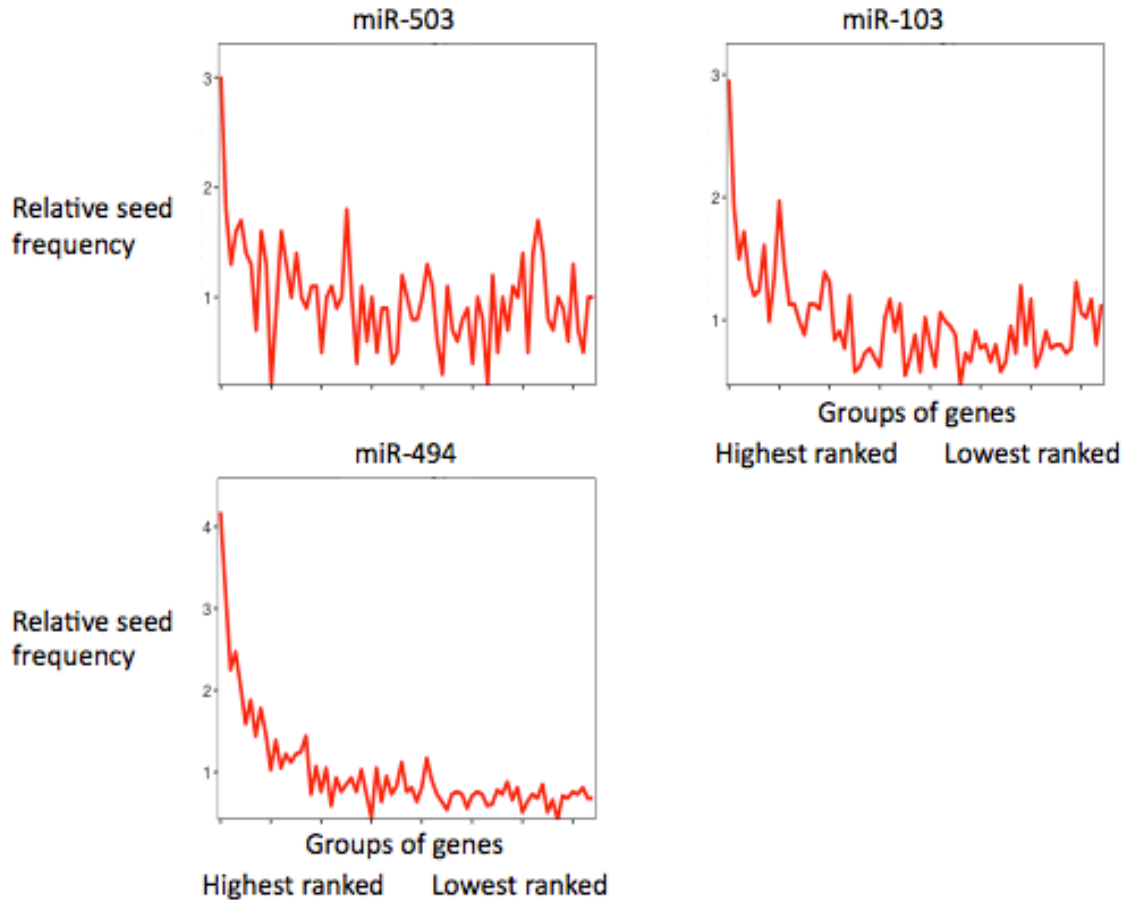 miR-503
3
2
1
Relative seed
frequency
miR-103
3
2
1
Groups of genes
Highest ranked Lowest ranked
miR-494
4
3
2
1
Relative seed
frequency
Groups of genes
Highest ranked Lowest ranked